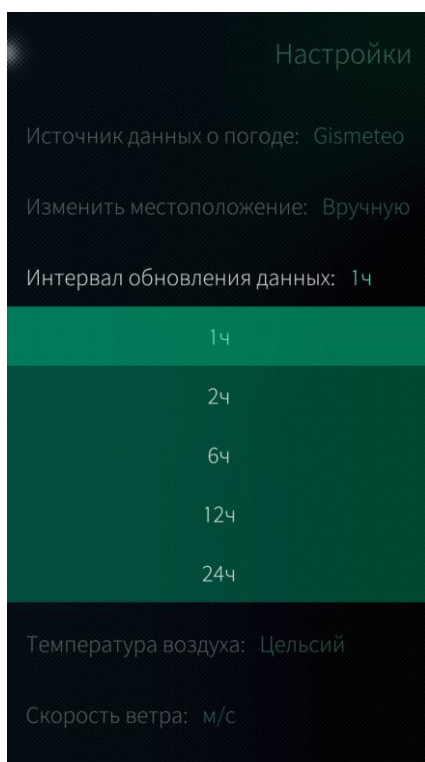 Настройки
Источник данных о погоде: Gismeteo
Изменить местоположение: Вручную
Интервал обновления данных: 1ч
1ч
2ч
6ч
12ч
24ч
Температура воздуха: Цельсий
Скорость ветра: м/с